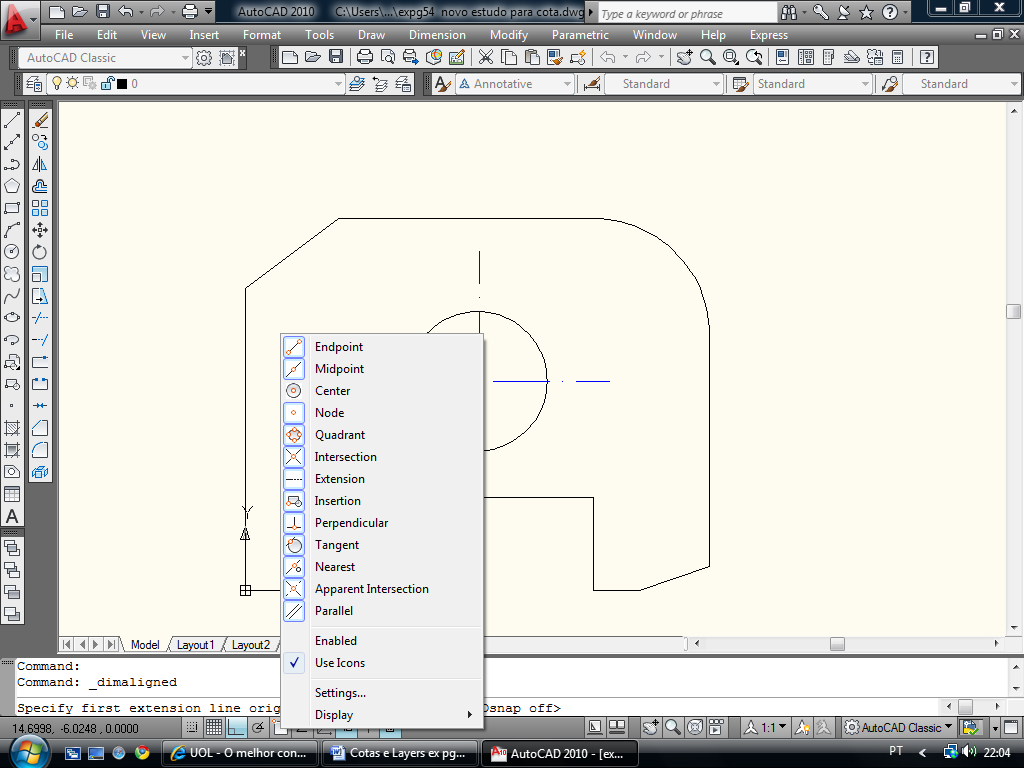 AutoCAD 2010 C:\Users\...\expg54 novo estudo para cota.dwg
Type a keyword or phrase
File Edit View Insert Format Tools Draw Dimension Modify Parametric Window Help Express
AutoCAD Classic
0 Annotative Standard Standard Standard
Endpoint
Midpoint
Center
Node
Quadrant
Intersection
Extension
Insertion
Perpendicular
Tangent
Nearest
Apparent Intersection
Parallel
Enabled
Use Icons
Settings...
Display
Y
A
Model Layout1 Layout2
Command:
Command: _dimaligned
Specify first extension line orig Osnap off>
14.6998, -6.0248 , 0.0000 1:1 AutoCAD Classic
UOL - O melhor con... Cotas e Layers ex pg... AutoCAD 2010 - [ex... PT 22:04